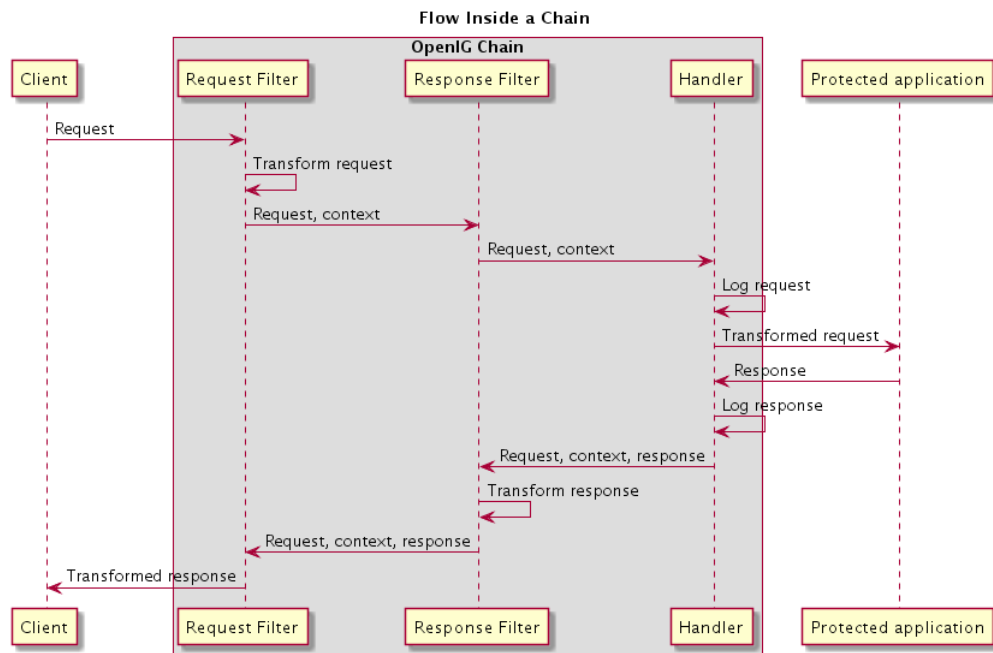 Flow Inside a Chain
OpenIG Chain
Client
Request Filter
Response Filter
Handler
Protected application
Request
Transform request
Request, context
Request, context
Log request
Transformed request
Response
Log response
Request, context, response
Transform response
Request, context, response
Transformed response
Client
Request Filter
Response Filter
Handler
Protected application